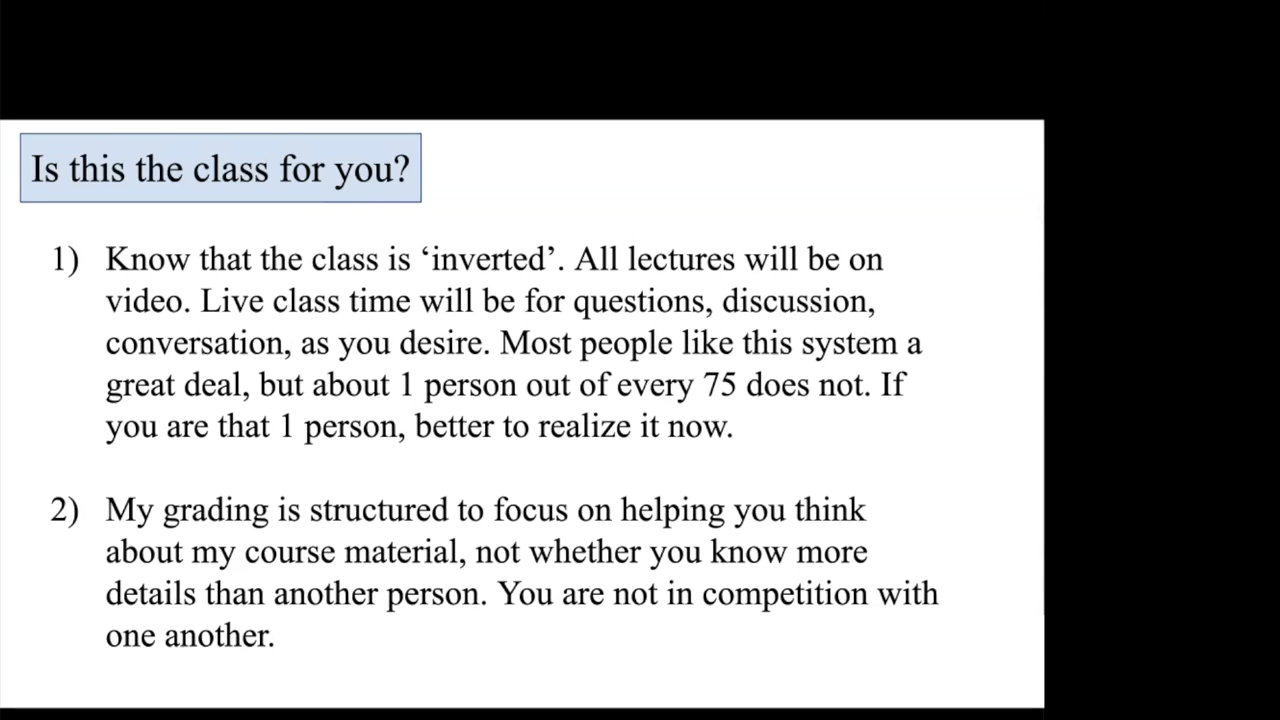 Is this the class for you?
1) Know that the class is ‘inverted’. All lectures will be on
video. Live class time will be for questions, discussion,
conversation, as you desire. Most people like this system a
great deal, but about 1 person out of every 75 does not. If
you are that 1 person, better to realize it now.
2) My grading is structured to focus on helping you think
about my course material, not whether you know more
details than another person. You are not in competition with
one another.